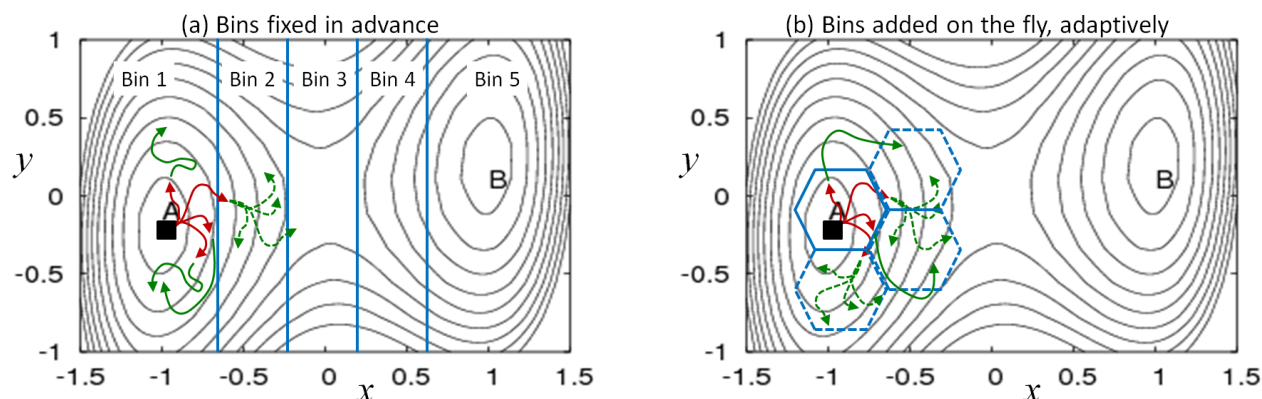 (a) Bins fixed in advance
1
0.5
y
0
-0.5
-1
Bin 1
Bin 2
Bin 3
Bin 4
Bin 5
A
B
-1.5
-1
-0.5
0
0.5
1
1.5
x
(b) Bins added on the fly, adaptively
1
0.5
y
0
-0.5
-1
A
B
-1.5
-1
-0.5
0
0.5
1
1.5
x